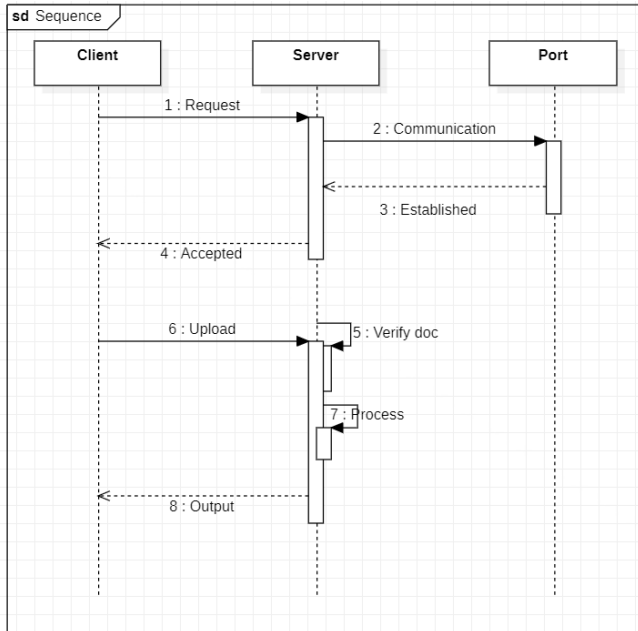 sd Sequence
Client
Server
Port
1 : Request
2 : Communication
3 : Established
4 : Accepted
6 : Upload
5 : Verify doc
7 : Process
8 : Output